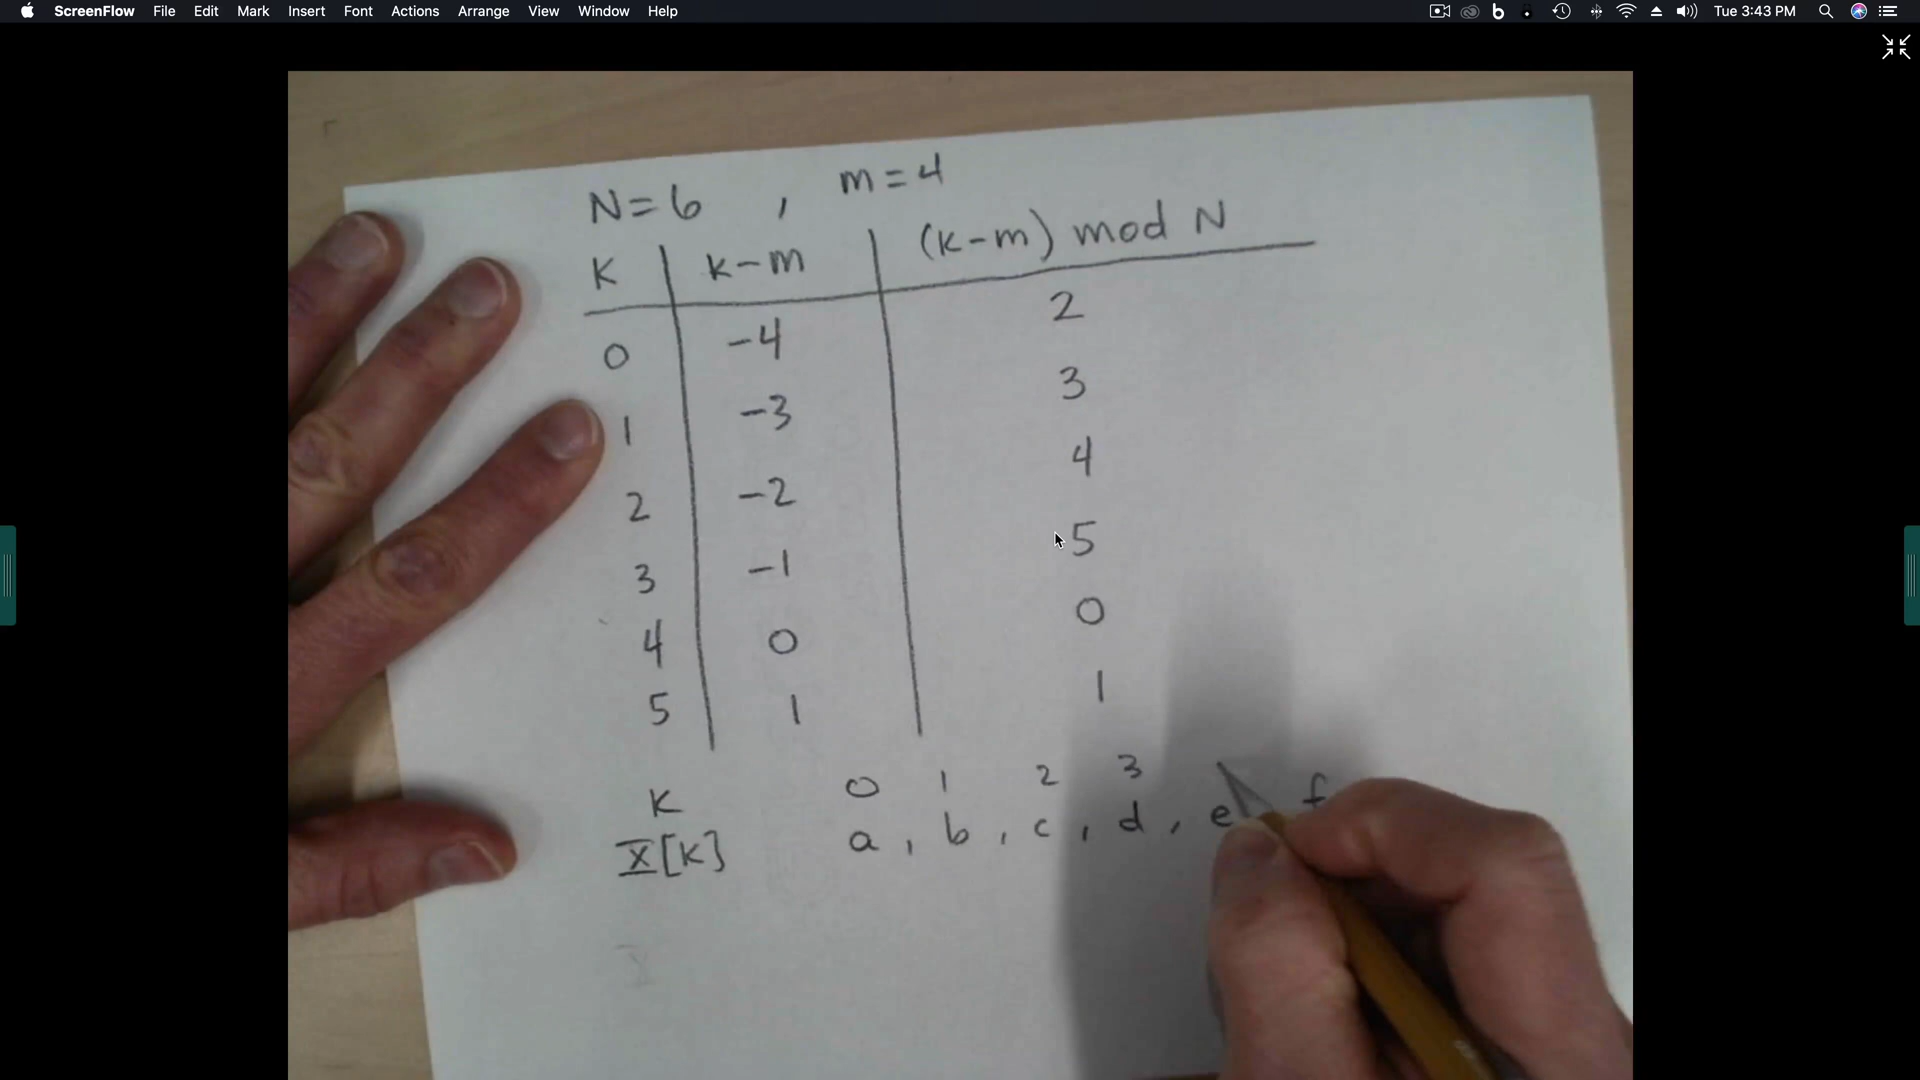 ScreenFlow File Edit Mark Insert Font Actions Arrange View Window Help Tue 3:43 PM
N=6 , m=4
K k-m (k-m) mod N
0 -4 2
1 -3 3
2 -2 4
3 -1 5
4 0 0
5 1 1
K 0 1 2 3
X[K] a , b , c , d , e f